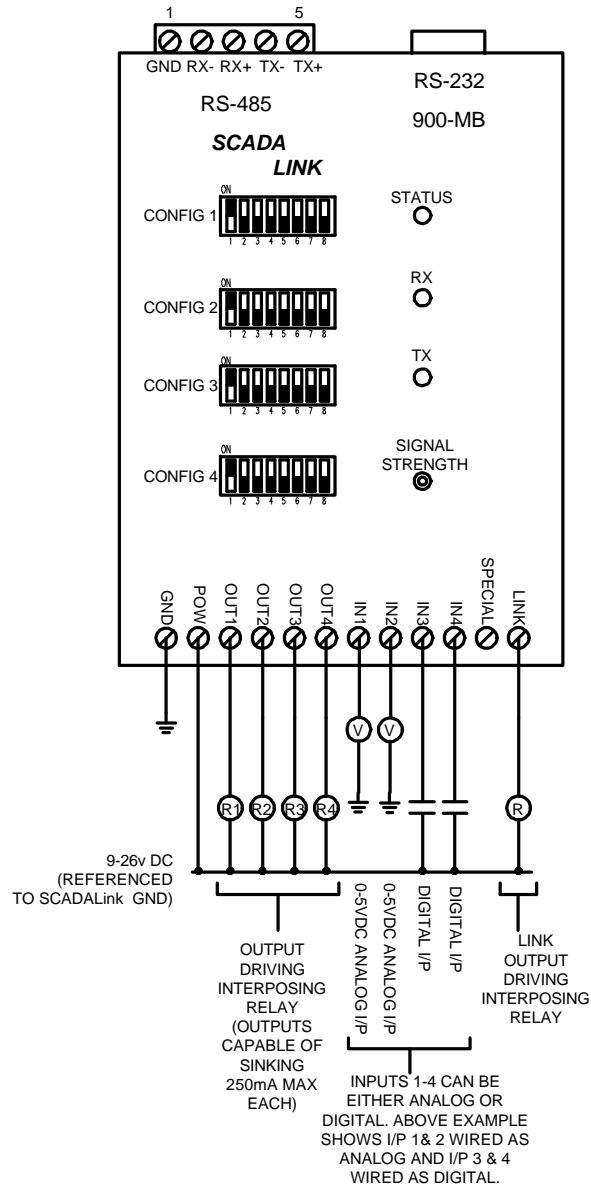 1 5
GND RX- RX+ TX- TX+
RS-485
RS-232
900-MB
SCADA
LINK
CONFIG 1
ON
1 2 3 4 5 6 7 8
STATUS
CONFIG 2
ON
1 2 3 4 5 6 7 8
RX
CONFIG 3
ON
1 2 3 4 5 6 7 8
TX
CONFIG 4
ON
1 2 3 4 5 6 7 8
SIGNAL
STRENGTH
GND POW OUT1 OUT2 OUT3 OUT4 IN1 IN2 IN3 IN4 SPECIAL LINK
V V
R1 R2 R3 R4 R
9-26v DC
(REFERENCED
TO SCADALink GND)
OUTPUT
DRIVING
INTERPOSING
RELAY
(OUTPUTS
CAPABLE OF
SINKING
250mA MAX
EACH)
0-5VDC ANALOG I/P
0-5VDC ANALOG I/P
DIGITAL I/P
DIGITAL I/P
LINK
OUTPUT
DRIVING
INTERPOSING
RELAY
INPUTS 1-4 CAN BE
EITHER ANALOG OR
DIGITAL. ABOVE EXAMPLE
SHOWS I/P 1& 2 WIRED AS
ANALOG AND I/P 3 & 4
WIRED AS DIGITAL.